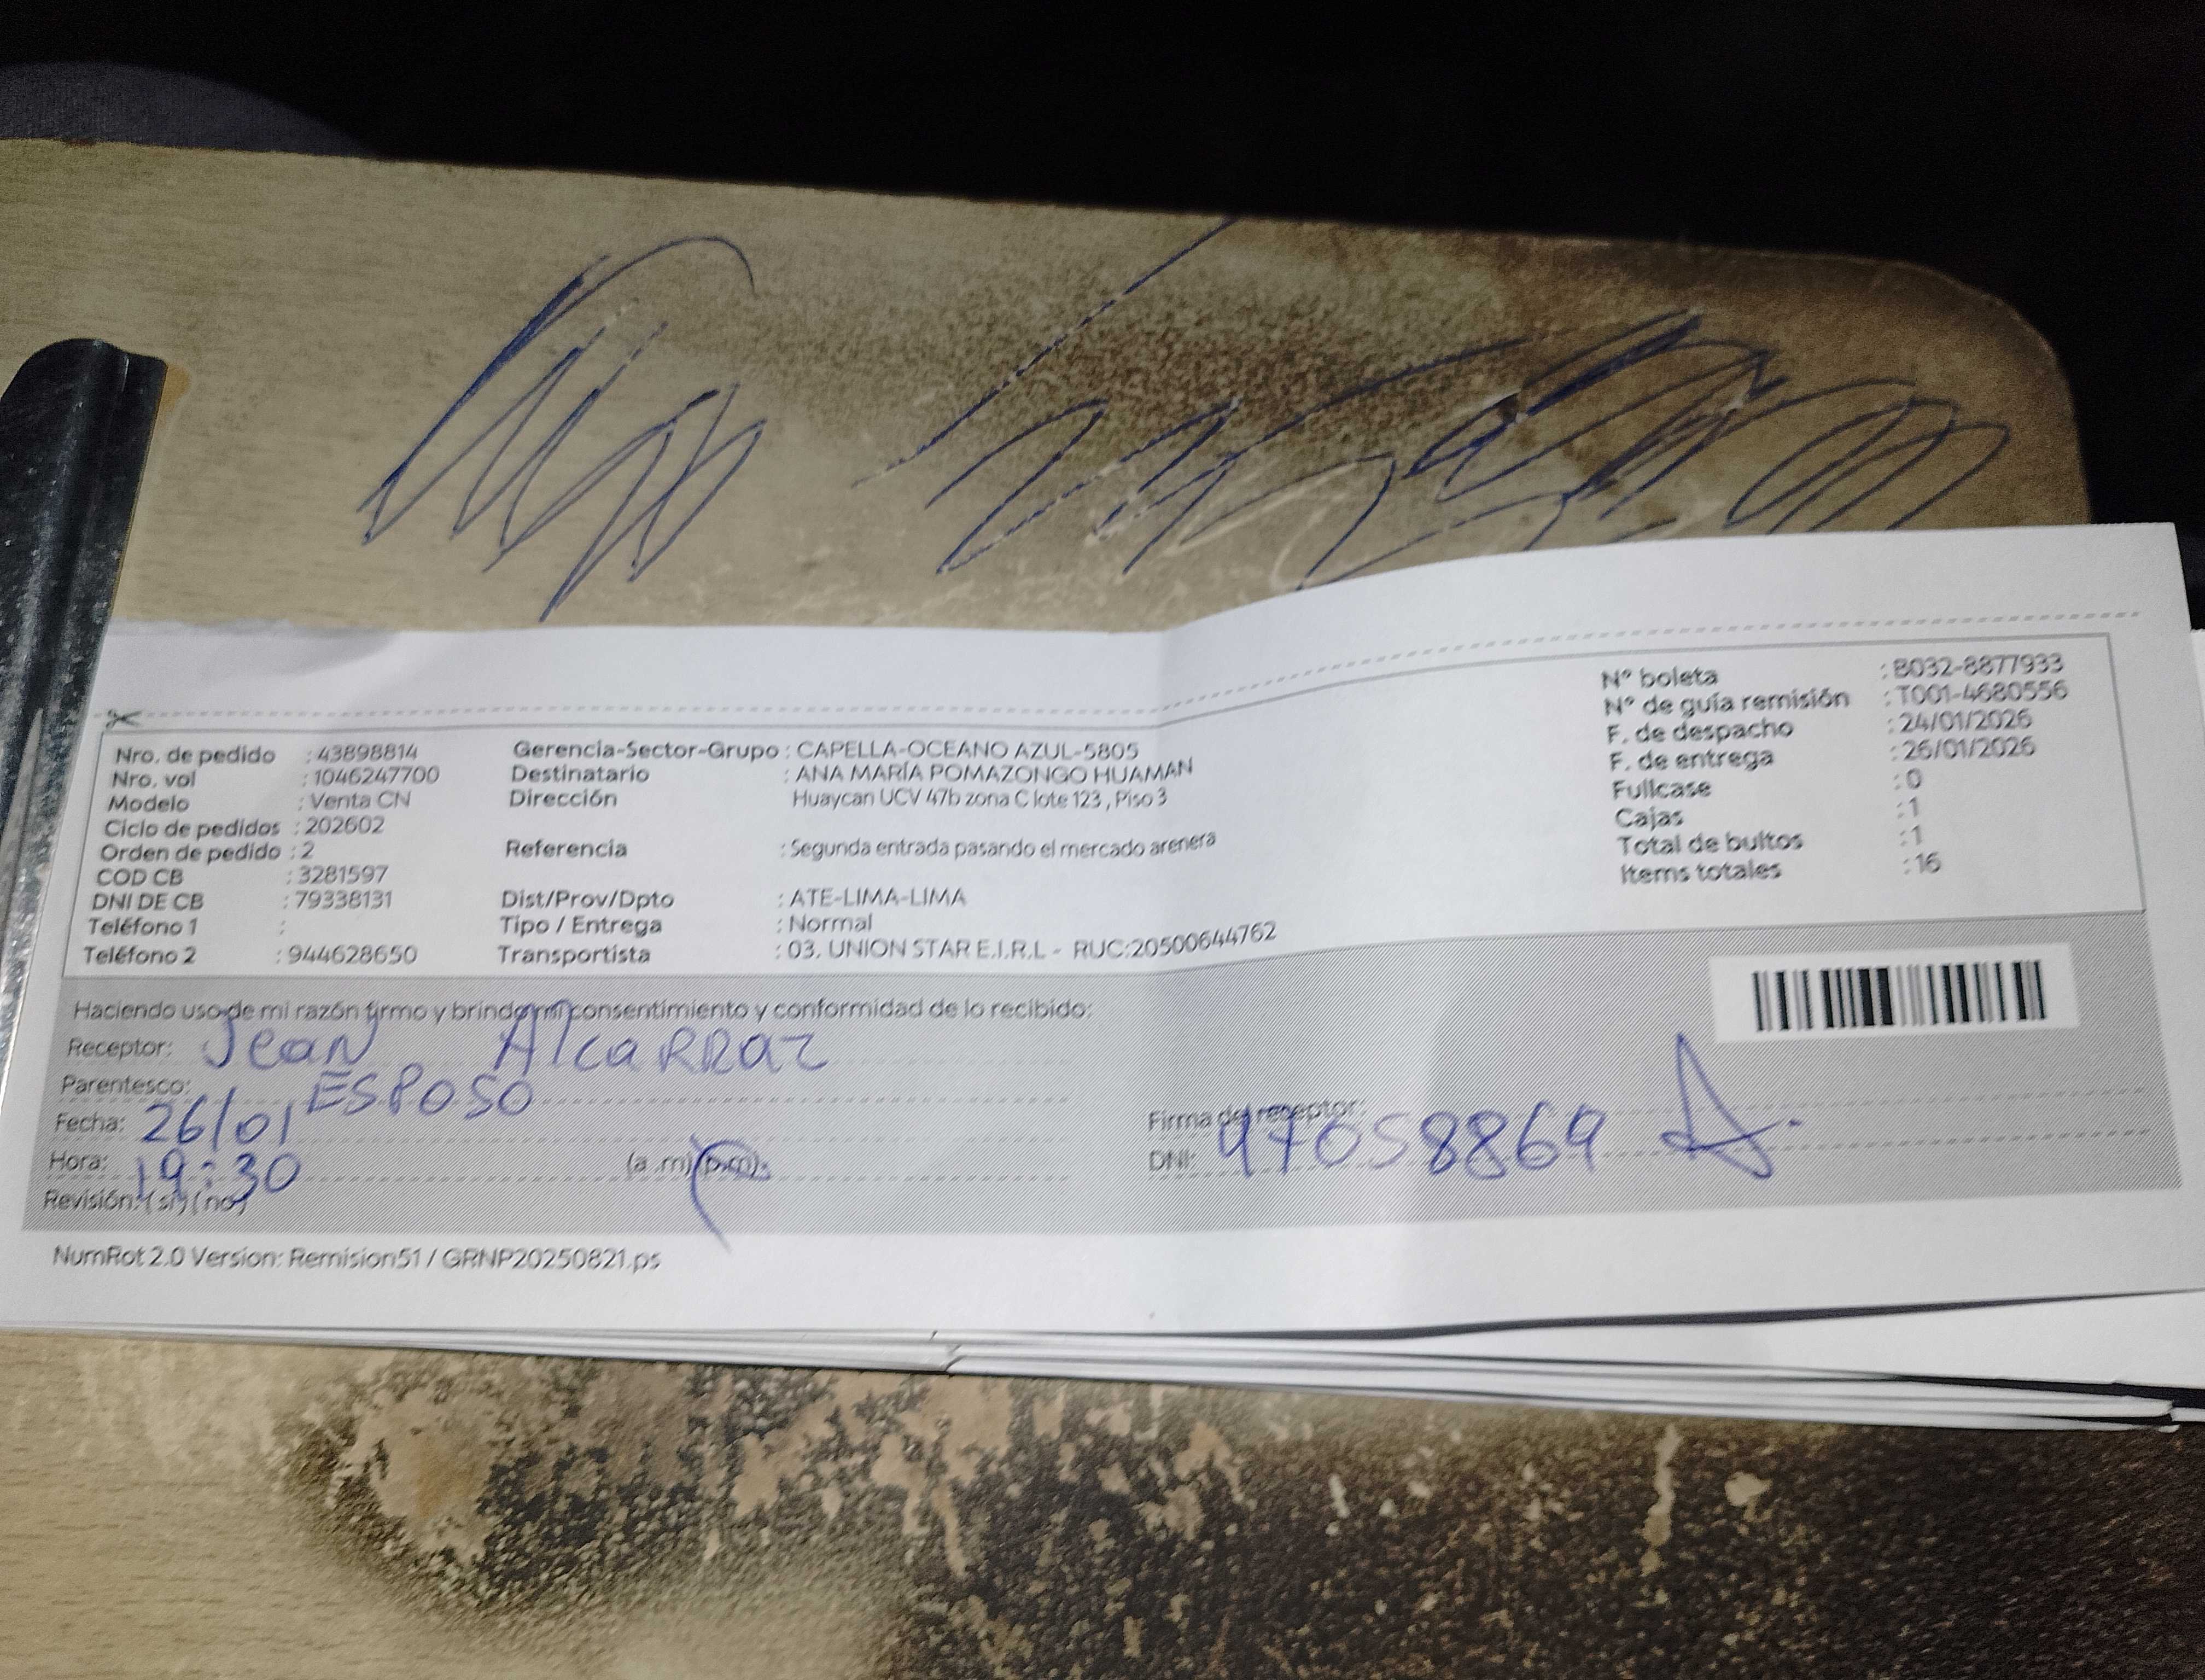 Nro. de pedido : 43898814
Nro. vol : 1046247700
Modelo : Venta CN
Ciclo de pedidos : 202602
Orden de pedido : 2
COD CB : 3281597
DNI DE CB : 79338131
Teléfono 1 :
Teléfono 2 : 944628650
Gerencia-Sector-Grupo : CAPELLA-OCEANO AZUL-5805
Destinatario : ANA MARÍA POMAZONGO HUAMAN
Dirección Huaycan UCV 47b zona C lote 123 , Piso 3
Referencia : Segunda entrada pasando el mercado arenera
Dist/Prov/Dpto : ATE-LIMA-LIMA
Tipo / Entrega : Normal
Transportista : 03. UNION STAR E.I.R.L - RUC:20500644762
N° boleta : B032-8877933
N° de guía remisión : T001-4680556
F. de despacho : 24/01/2026
F. de entrega : 26/01/2026
Fullcase : 0
Cajas : 1
Total de bultos : 1
Items totales : 16
Haciendo uso de mi razón firmo y brindo mi consentimiento y conformidad de lo recibido:
Receptor: Jean Alcarraz
Parentesco: ESPOSO
Fecha: 26/01
Hora: 19:30 (a .m) (p.m):
Revisión: ( si ) ( no )
Firma del receptor:
DNI: 47058869
NumRot 2.0 Version: Remision51 / GRNP20250821.ps